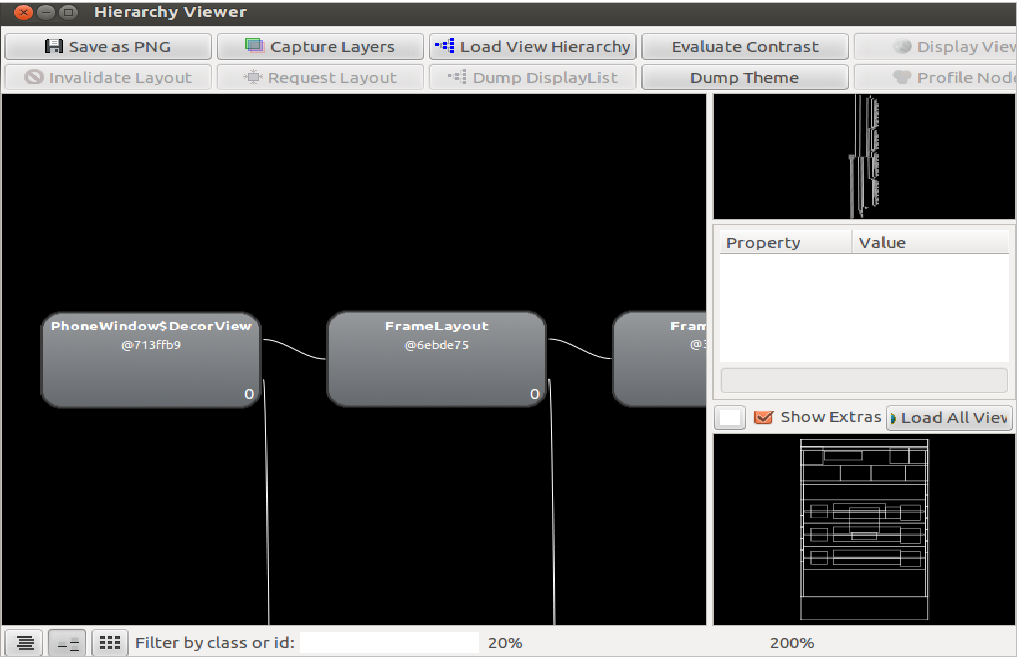 Hierarchy Viewer
Save as PNG Capture Layers Load View Hierarchy Evaluate Contrast Display View
Invalidate Layout Request Layout Dump DisplayList Dump Theme Profile Node
Property Value
PhoneWindow$DecorView FrameLayout Fram
@713ffb9 @6ebde75 @3
0 0
Show Extras Load All View
Filter by class or id: 20% 200%